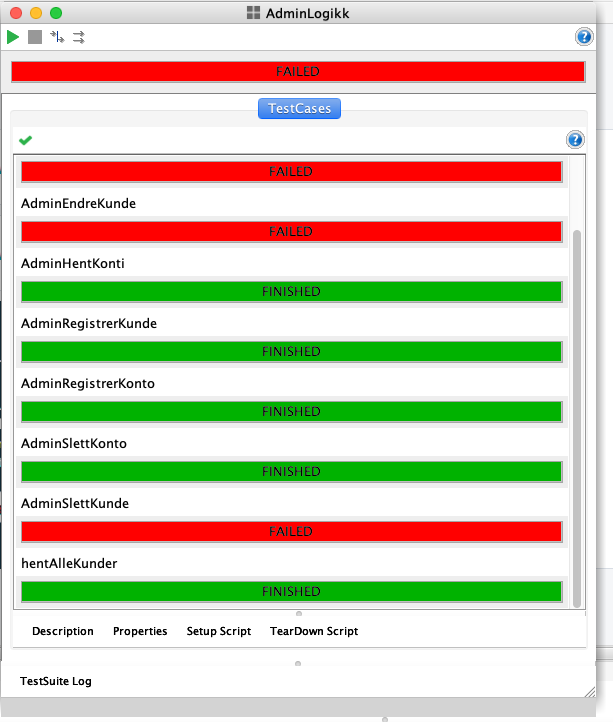 AdminLogikk
FAILED
TestCases
FAILED
AdminEndreKunde
FAILED
AdminHentKonti
FINISHED
AdminRegistrerKunde
FINISHED
AdminRegistrerKonto
FINISHED
AdminSlettKonto
FINISHED
AdminSlettKunde
FAILED
hentAlleKunder
FINISHED
Description Properties Setup Script TearDown Script
TestSuite Log